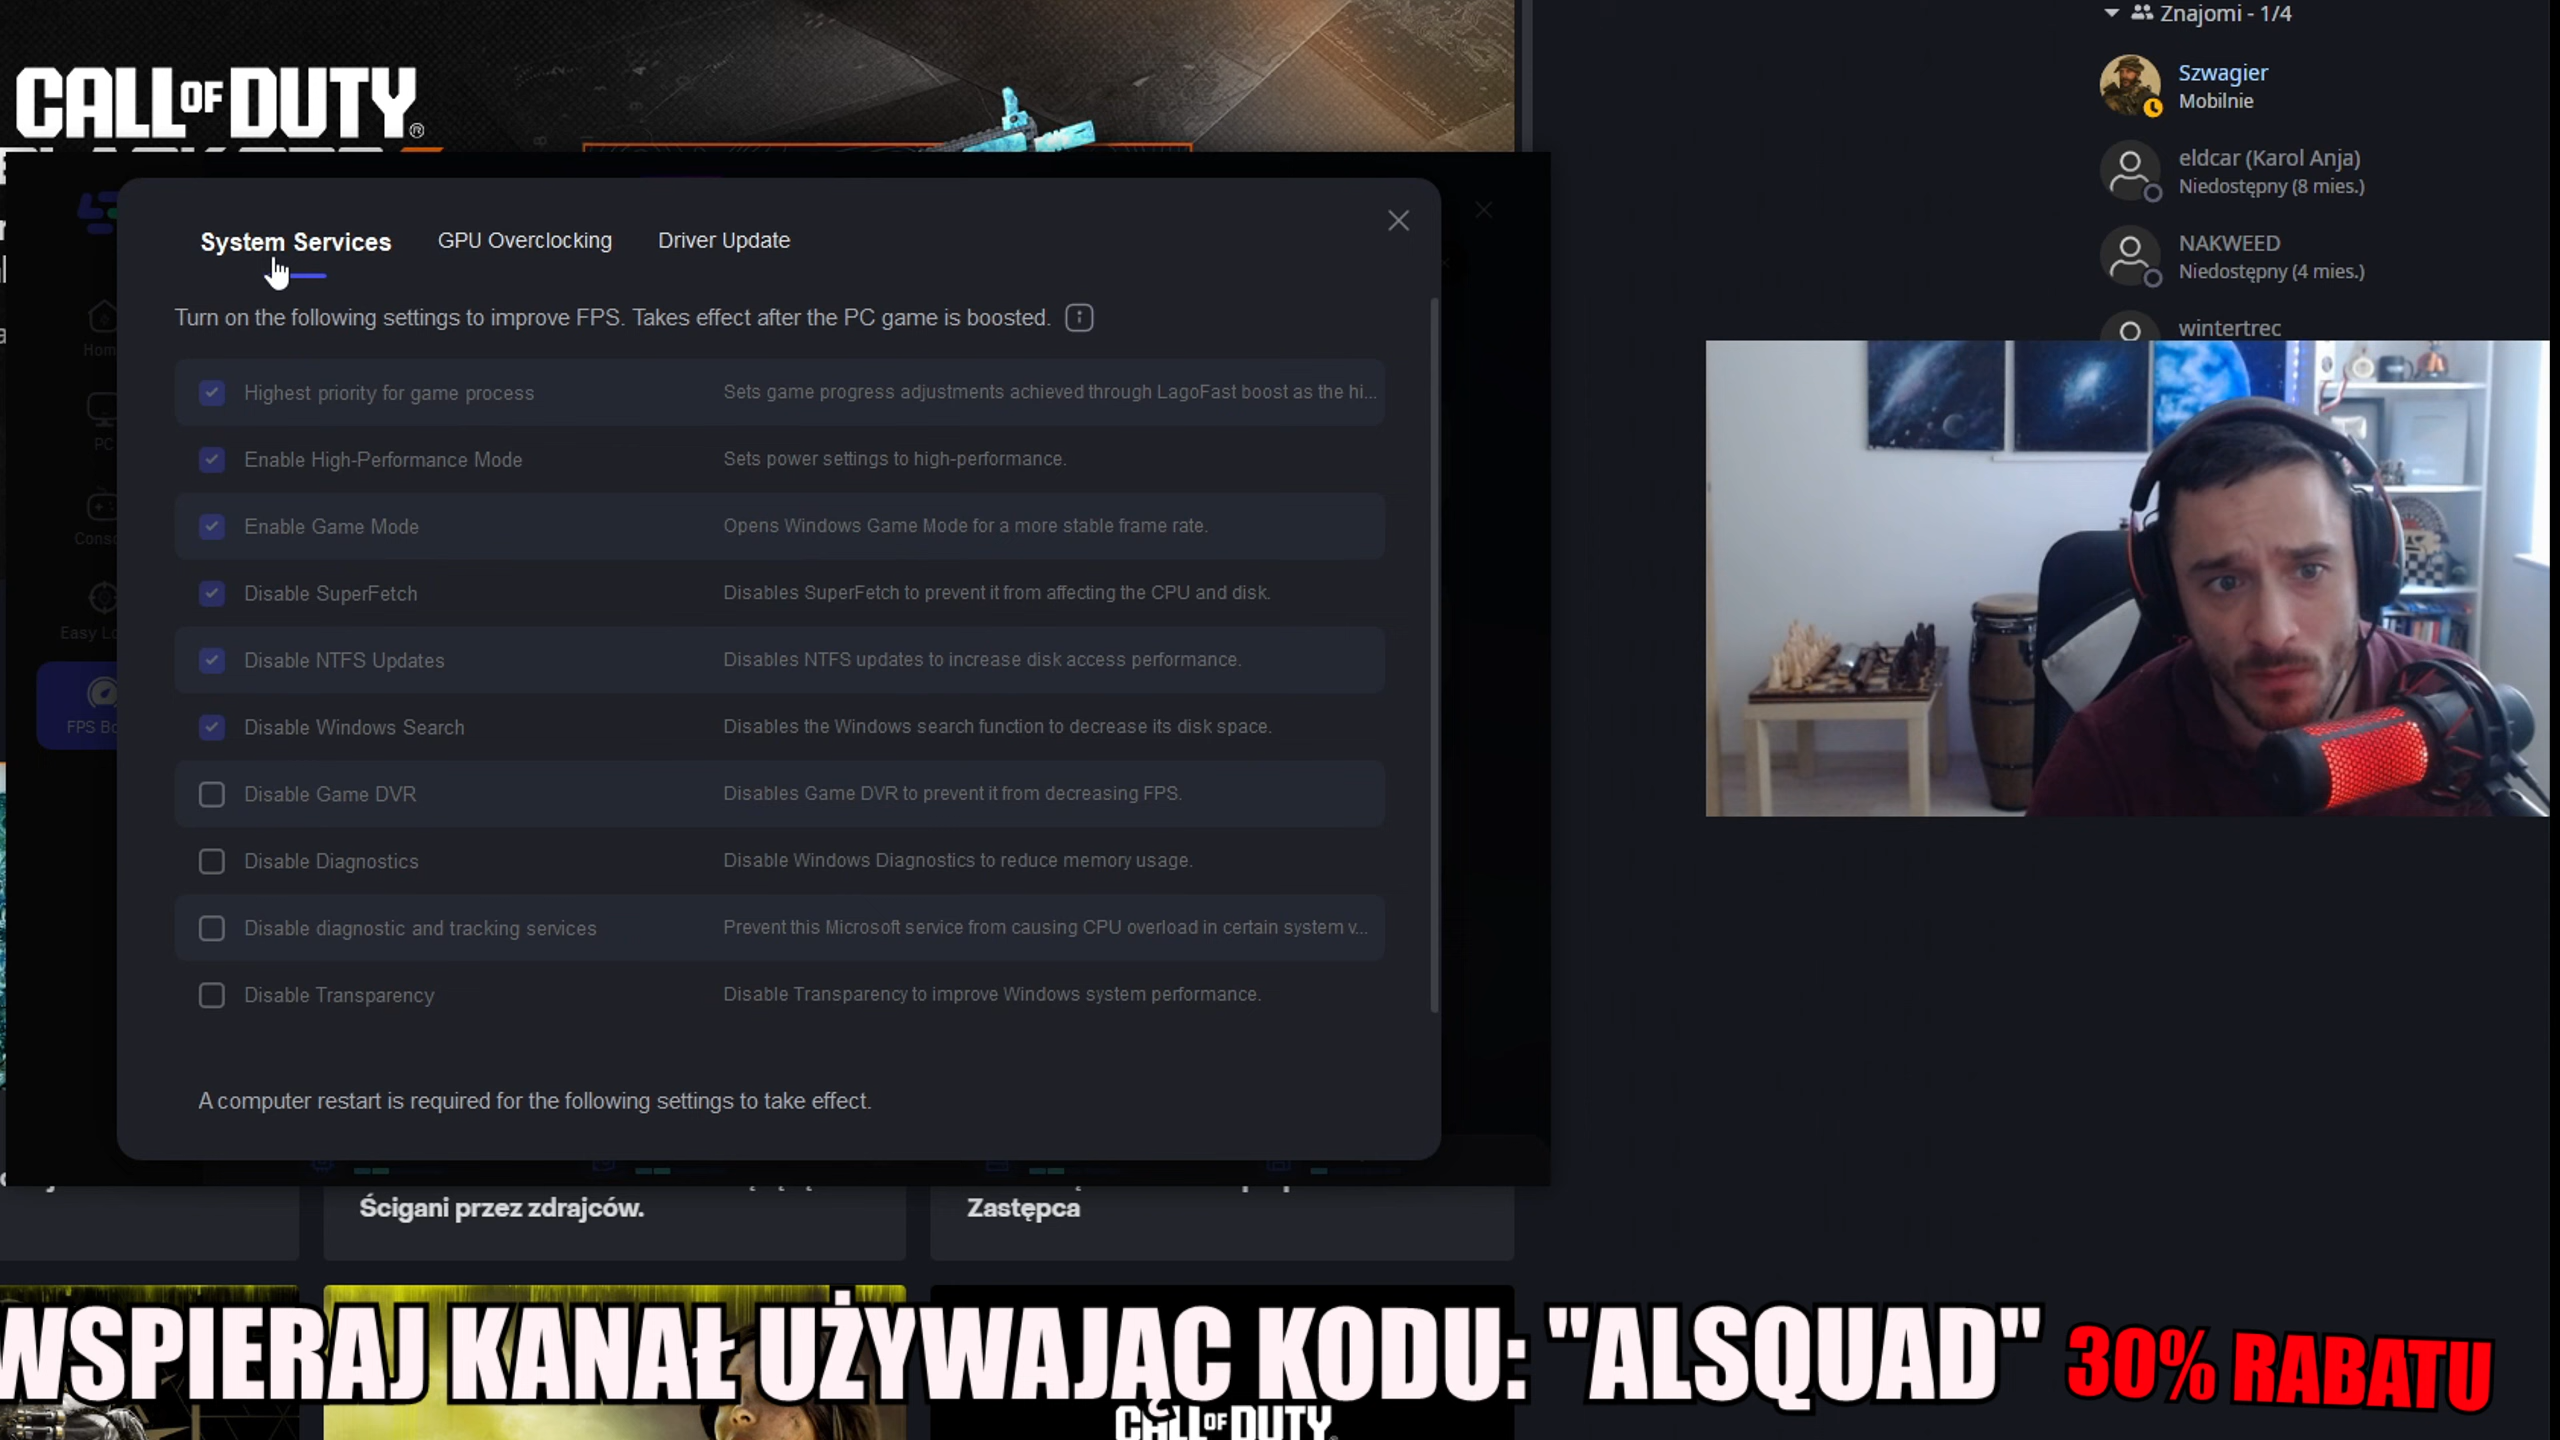 CALL OF DUTY®
Znajomi - 1/4
Szwagier
Mobilnie
eldcar (Karol Anja)
Niedostępny (8 mies.)
NAKWEED
Niedostępny (4 mies.)
wintertrec
System Services
GPU Overclocking
Driver Update
Turn on the following settings to improve FPS. Takes effect after the PC game is boosted.
Highest priority for game process
Sets game progress adjustments achieved through LagoFast boost as the hi...
Enable High-Performance Mode
Sets power settings to high-performance.
Enable Game Mode
Opens Windows Game Mode for a more stable frame rate.
Disable SuperFetch
Disables SuperFetch to prevent it from affecting the CPU and disk.
Disable NTFS Updates
Disables NTFS updates to increase disk access performance.
Disable Windows Search
Disables the Windows search function to decrease its disk space.
Disable Game DVR
Disables Game DVR to prevent it from decreasing FPS.
Disable Diagnostics
Disable Windows Diagnostics to reduce memory usage.
Disable diagnostic and tracking services
Prevent this Microsoft service from causing CPU overload in certain system v...
Disable Transparency
Disable Transparency to improve Windows system performance.
A computer restart is required for the following settings to take effect.
Hom
PC
Conso
Easy Lo
FPS Bo
Ścigani przez zdrajców.
Zastępca
WSPIERAJ KANAŁ UŻYWAJĄC KODU: "ALSQUAD" 30% RABATU
CALL OF DUTY